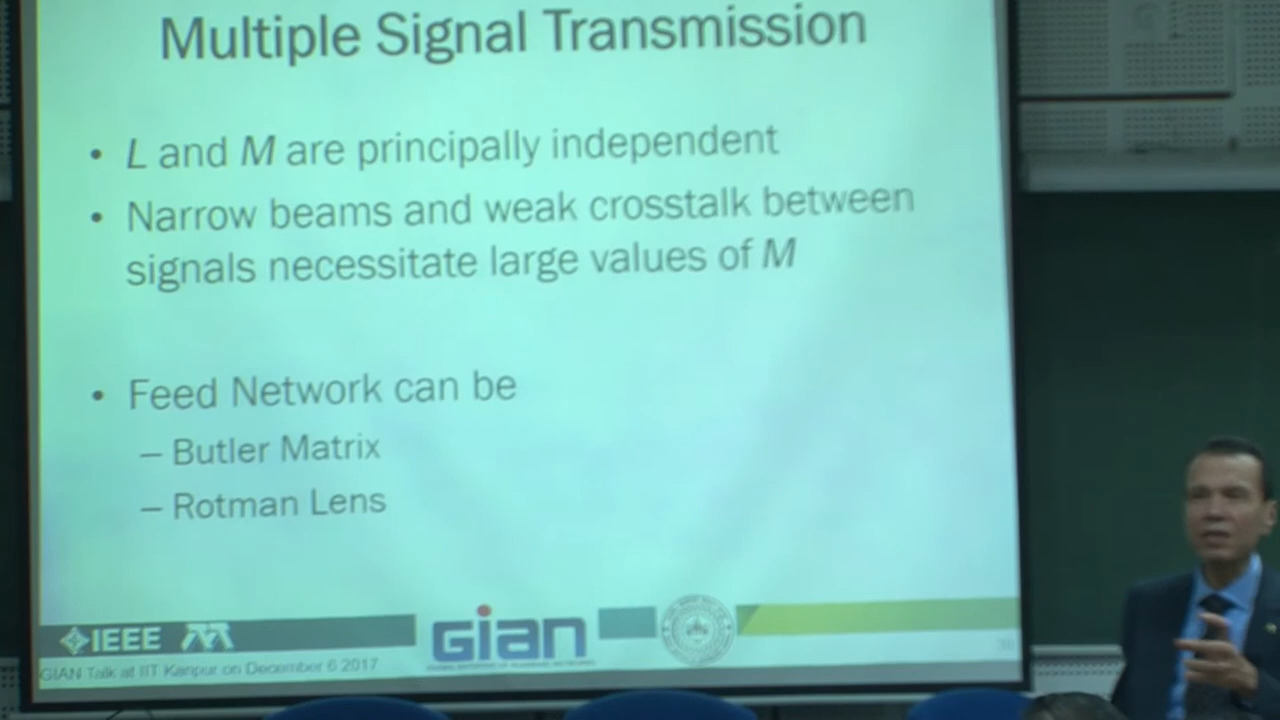 Multiple Signal Transmission
• L and M are principally independent
• Narrow beams and weak crosstalk between
signals necessitate large values of M
• Feed Network can be
– Butler Matrix
– Rotman Lens
IEEE
Gian
GIAN Talk at IIT Kanpur on December 6 2017